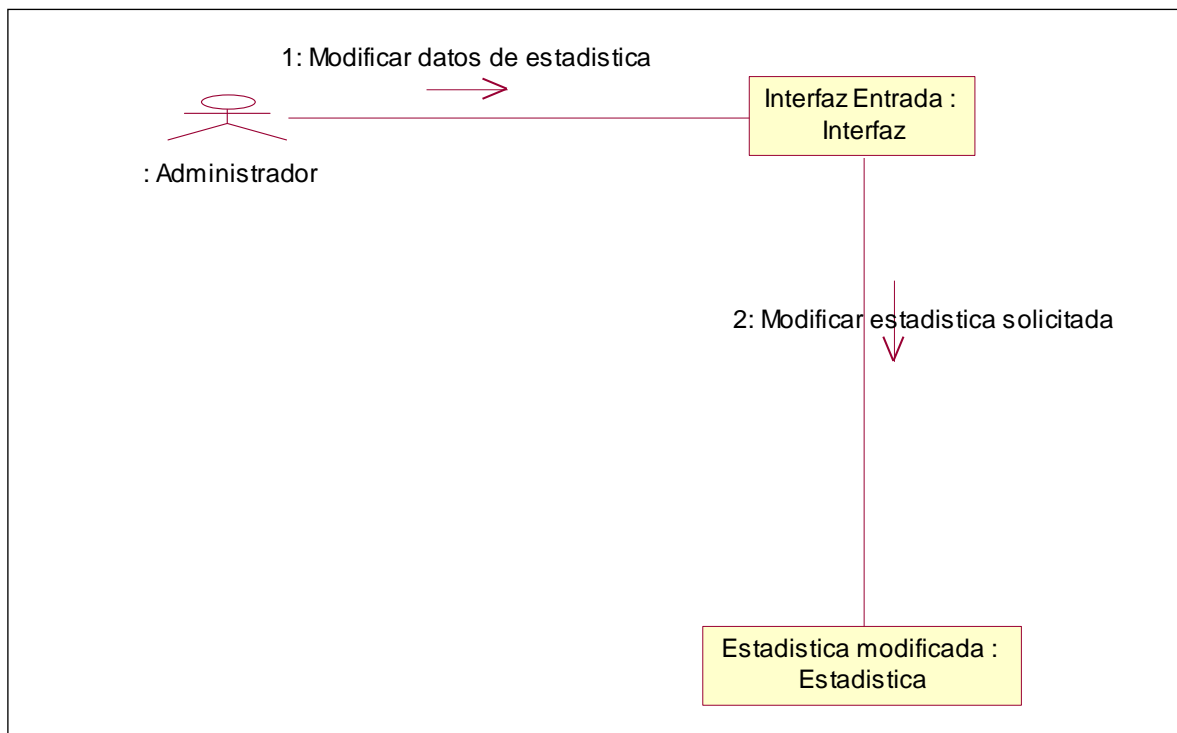 1: Modificar datos de estadistica
Interfaz Entrada :
Interfaz
: Administrador
2: Modificar estadistica solicitada
Estadistica modificada :
Estadistica